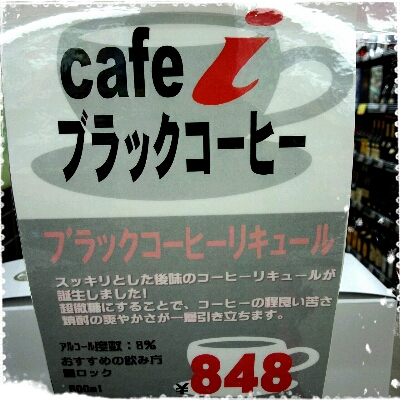 cafe i
ブラックコーヒー
ブラックコーヒーリキュール
スッキリとした後味のコーヒーリキュールが
誕生しました!
超微糖にすることで、コーヒーの程良い苦さ
焼酎の爽やかさが一層引き立ちます。
アルコール度数:8%
おすすめの飲み方
ロック
500ml
¥848